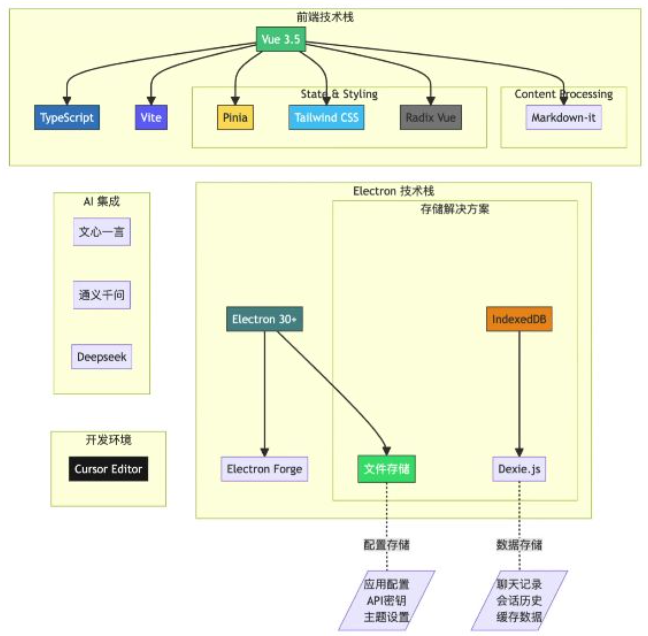 前端技术栈
Vue 3.5
State & Styling
Content Processing
TypeScript
Vite
Pinia
Tailwind CSS
Radix Vue
Markdown-it
AI 集成
文心一言
通义千问
Deepseek
Electron 技术栈
存储解决方案
Electron 30+
IndexedDB
Electron Forge
文件存储
Dexie.js
开发环境
Cursor Editor
配置存储
数据存储
应用配置
API密钥
主题设置
聊天记录
会话历史
缓存数据